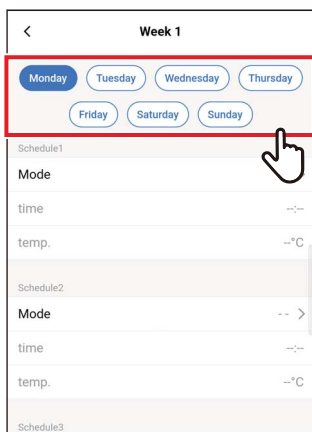 Week 1
Monday Tuesday Wednesday Thursday
Friday Saturday Sunday
Schedule1
Mode
time --:--
temp. --°C
Schedule2
Mode -- >
time --:--
temp. --°C
Schedule3